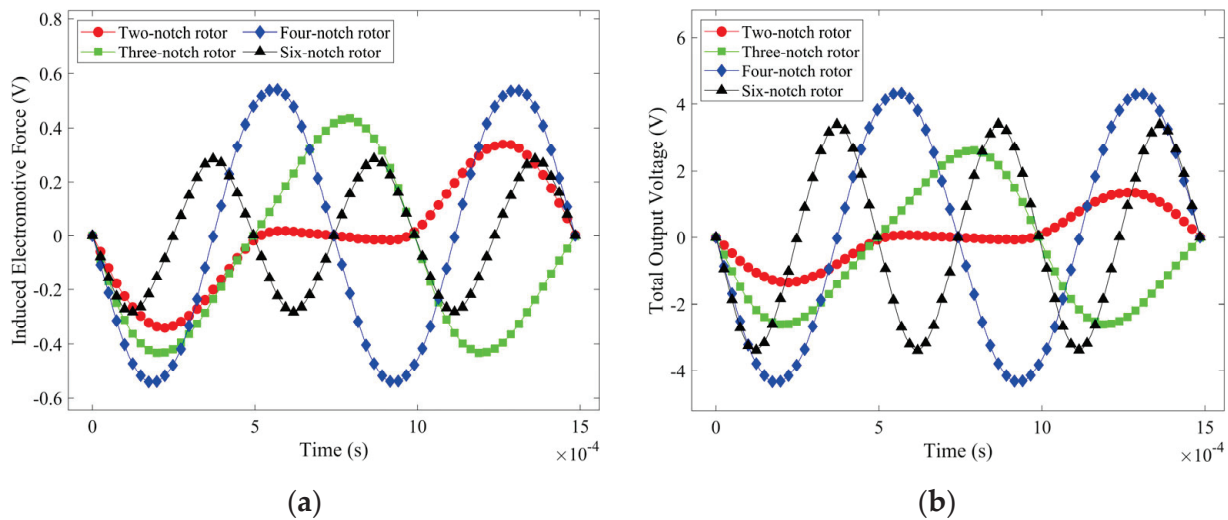 0.8
0.6
0.4
0.2
0
-0.2
-0.4
-0.6
Induced Electromotive Force (V)
Two-notch rotor
Four-notch rotor
Three-notch rotor
Six-notch rotor
0
5
10
15
Time (s)
×10-4
(a)
6
4
2
0
-2
-4
Total Output Voltage (V)
Two-notch rotor
Three-notch rotor
Four-notch rotor
Six-notch rotor
0
5
10
15
Time (s)
×10-4
(b)